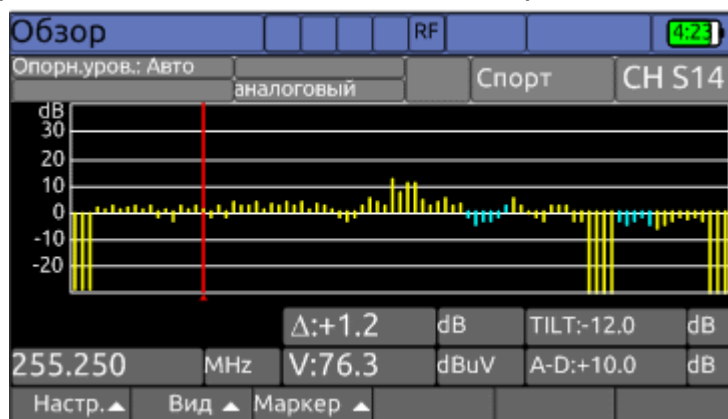 Обзор RF 4:23
Опорн.уров.: Авто
аналоговый Спорт CH S14
dB
30
20
10
0
-10
-20
Δ:+1.2 dB TILT:-12.0 dB
255.250 MHz V:76.3 dBuV A-D:+10.0 dB
Настр.▲ Вид ▲ Маркер ▲